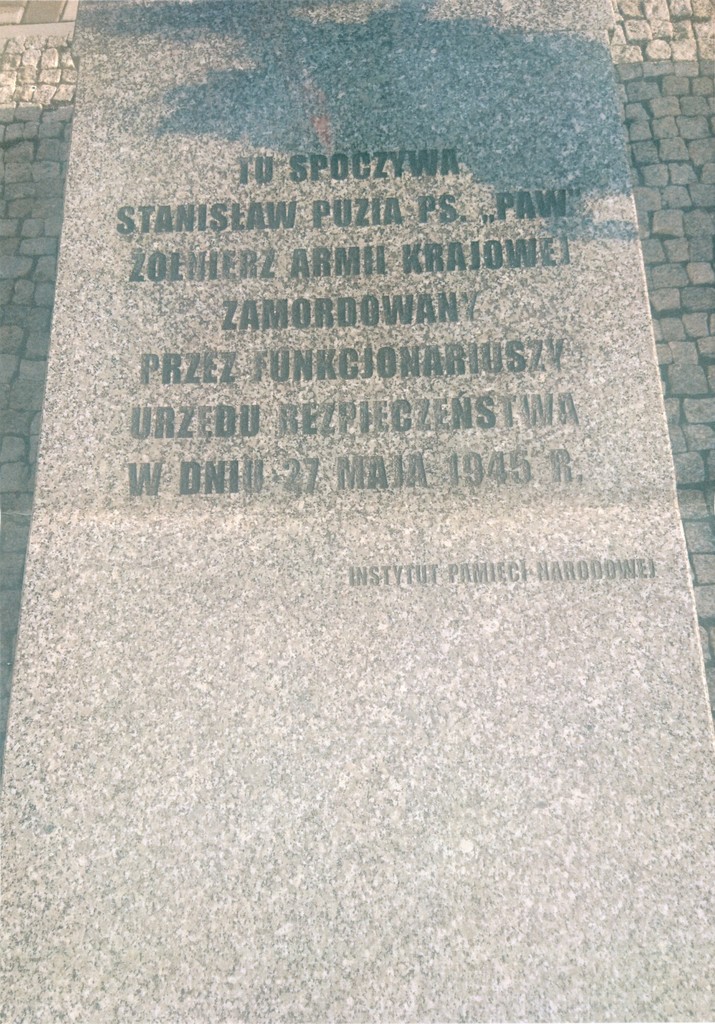 TU SPOCZYWA
STANISŁAW PUZIA PS. „PAW"
ŻOŁNIERZ ARMII KRAJOWEJ
ZAMORDOWANY
PRZEZ FUNKCJONARIUSZY
URZĘDU BEZPIECZEŃSTWA
W DNIU 27 MAJA 1945 R.
INSTYTUT PAMIĘCI NARODOWEJ